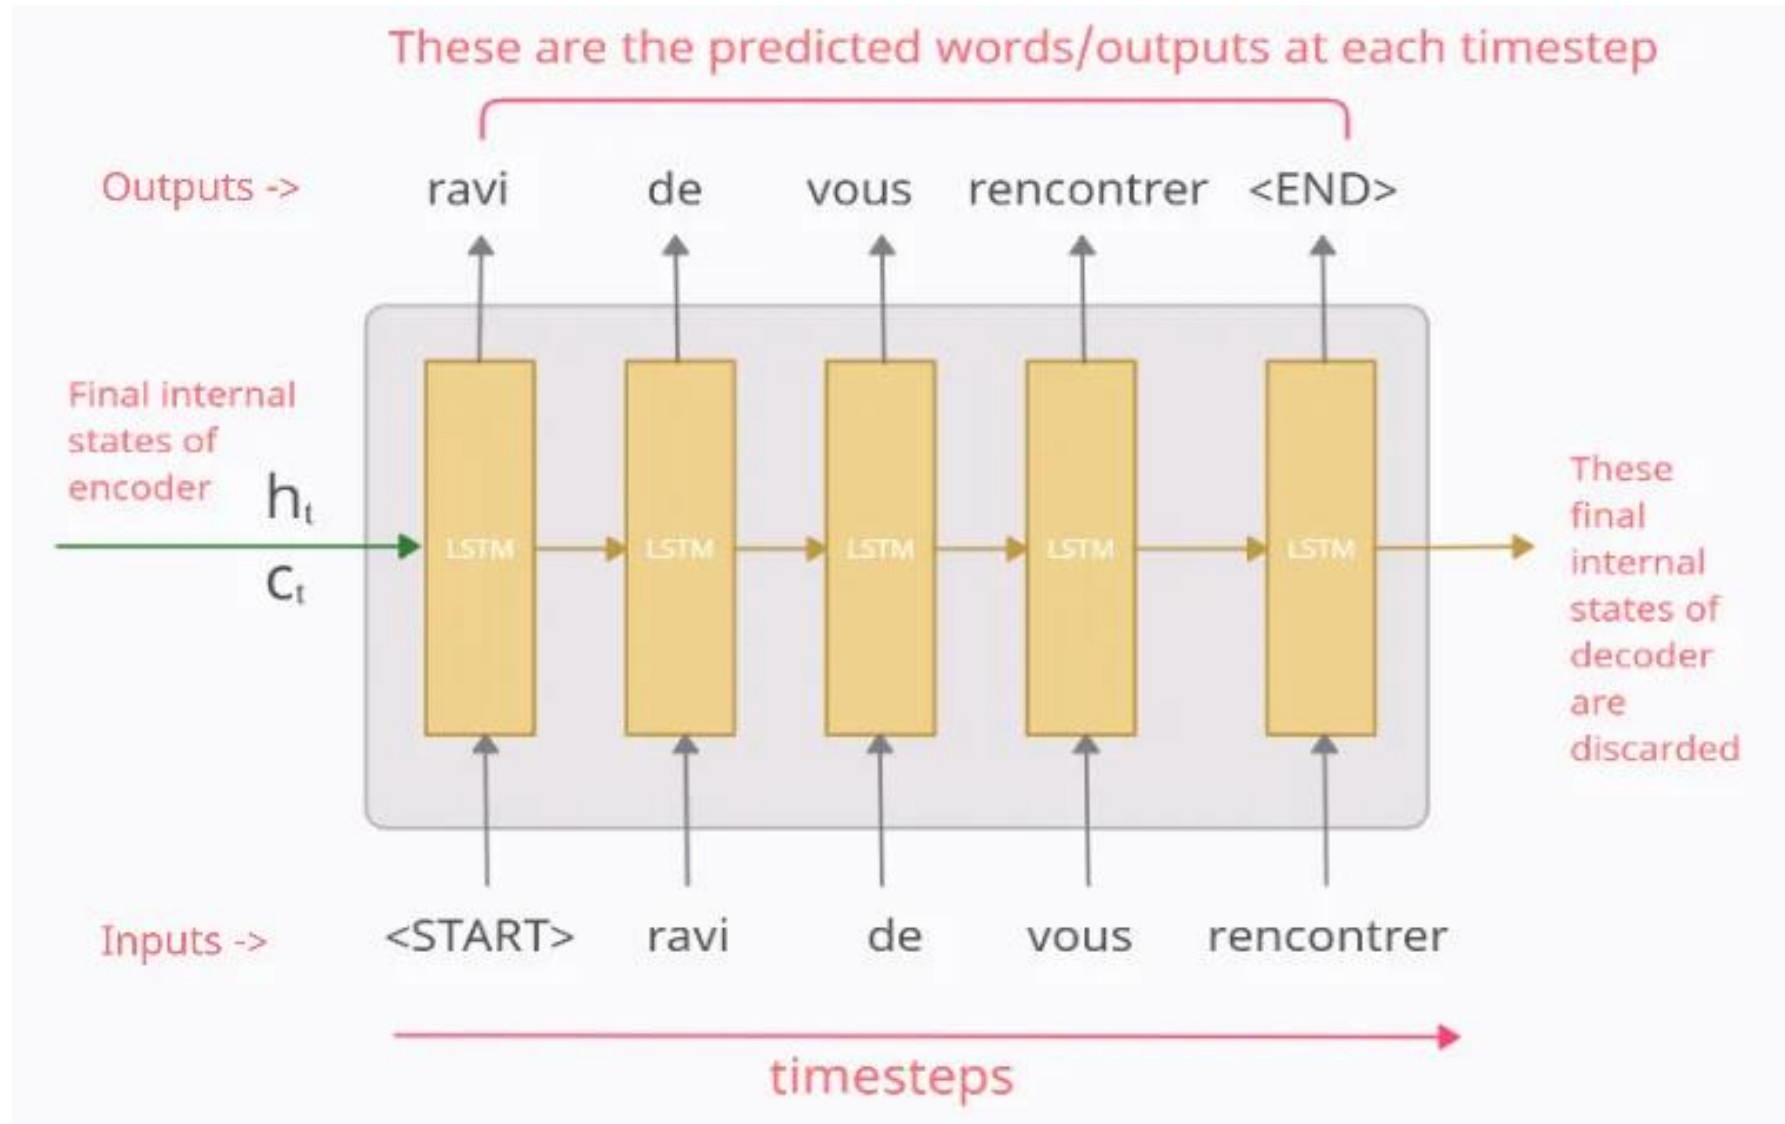 These are the predicted words/outputs at each timestep
Outputs -> ravi de vous rencontrer <END>
Final internal
states of
encoder
hₜ
cₜ
LSTM LSTM LSTM LSTM LSTM
These
final
internal
states of
decoder
are
discarded
Inputs -> <START> ravi de vous rencontrer
timesteps